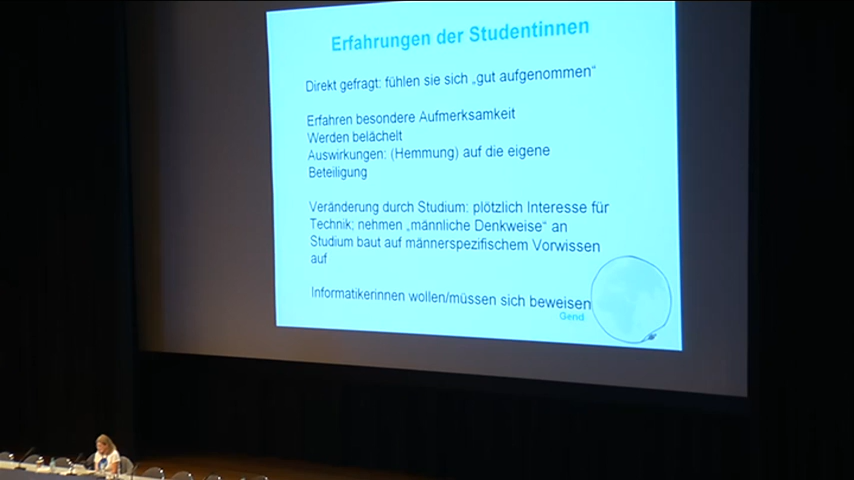 Erfahrungen der Studentinnen
Direkt gefragt: fühlen sie sich „gut aufgenommen“
Erfahren besondere Aufmerksamkeit
Werden belächelt
Auswirkungen: (Hemmung) auf die eigene
Beteiligung
Veränderung durch Studium: plötzlich Interesse für
Technik; nehmen „männliche Denkweise“ an
Studium baut auf männerspezifischem Vorwissen
auf
Informatikerinnen wollen/müssen sich beweisen
Gend